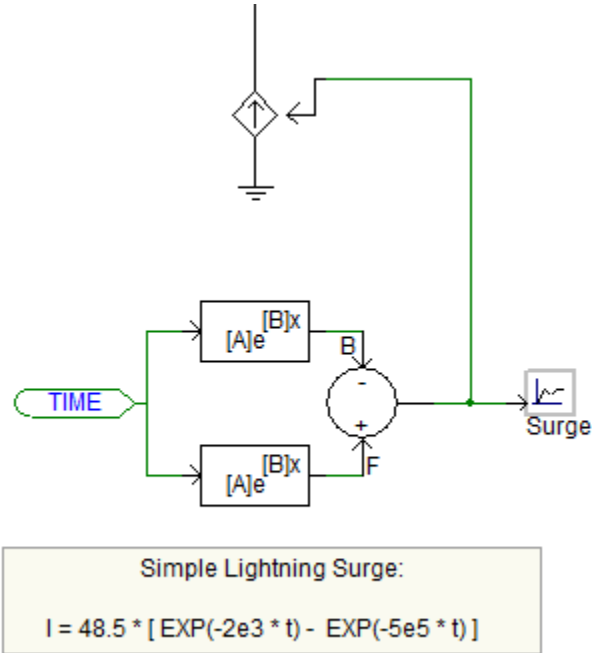 [B]x
[A]e
B
-
TIME
+
Surge
[B]x
[A]e
F
Simple Lightning Surge:
I = 48.5 * [ EXP(-2e3 * t) - EXP(-5e5 * t) ]